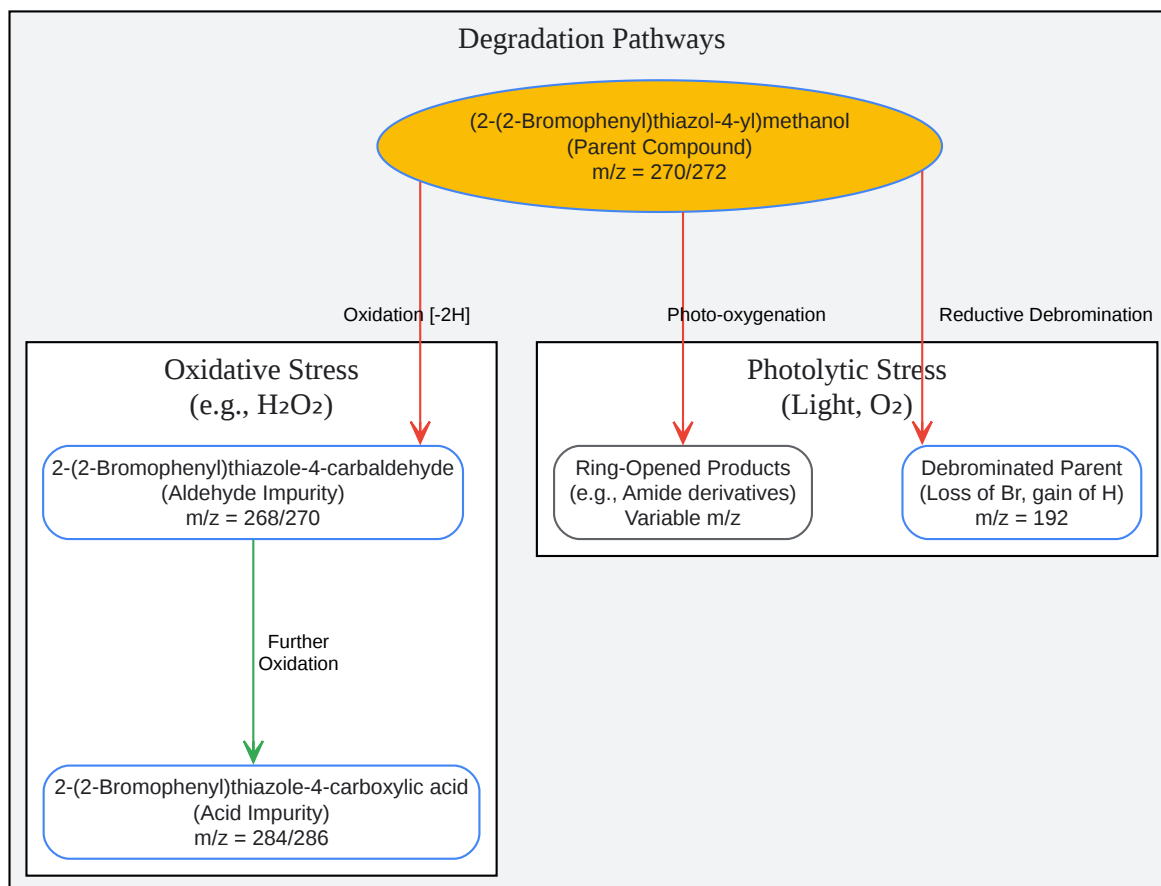 Degradation Pathways
(2-(2-Bromophenyl)thiazol-4-yl)methanol
(Parent Compound)
m/z = 270/272
Oxidation [-2H]
Photo-oxygenation
Reductive Debromination
Oxidative Stress
(e.g., H₂O₂)
Photolytic Stress
(Light, O₂)
2-(2-Bromophenyl)thiazole-4-carbaldehyde
(Aldehyde Impurity)
m/z = 268/270
Ring-Opened Products
(e.g., Amide derivatives)
Variable m/z
Debrominated Parent
(Loss of Br, gain of H)
m/z = 192
Further
Oxidation
2-(2-Bromophenyl)thiazole-4-carboxylic acid
(Acid Impurity)
m/z = 284/286